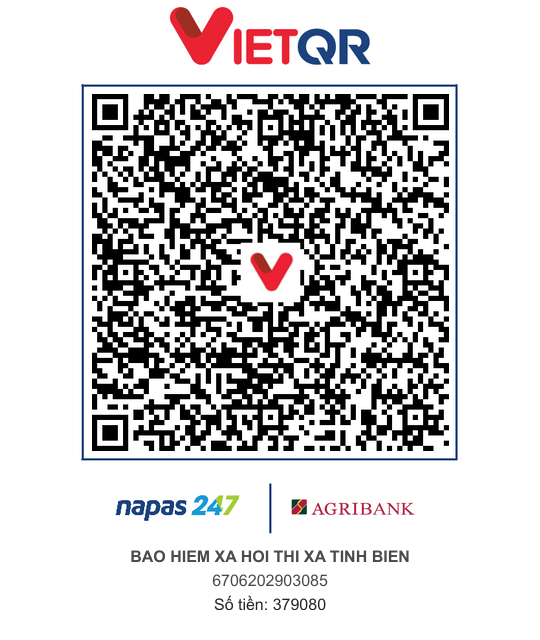 VIETQR
napas 247
AGRIBANK
BAO HIEM XA HOI THI XA TINH BIEN
6706202903085
Số tiền: 379080